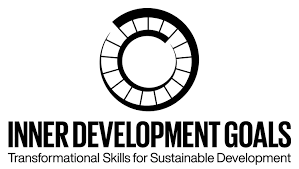 INNER DEVELOPMENT GOALS
Transformational Skills for Sustainable Development